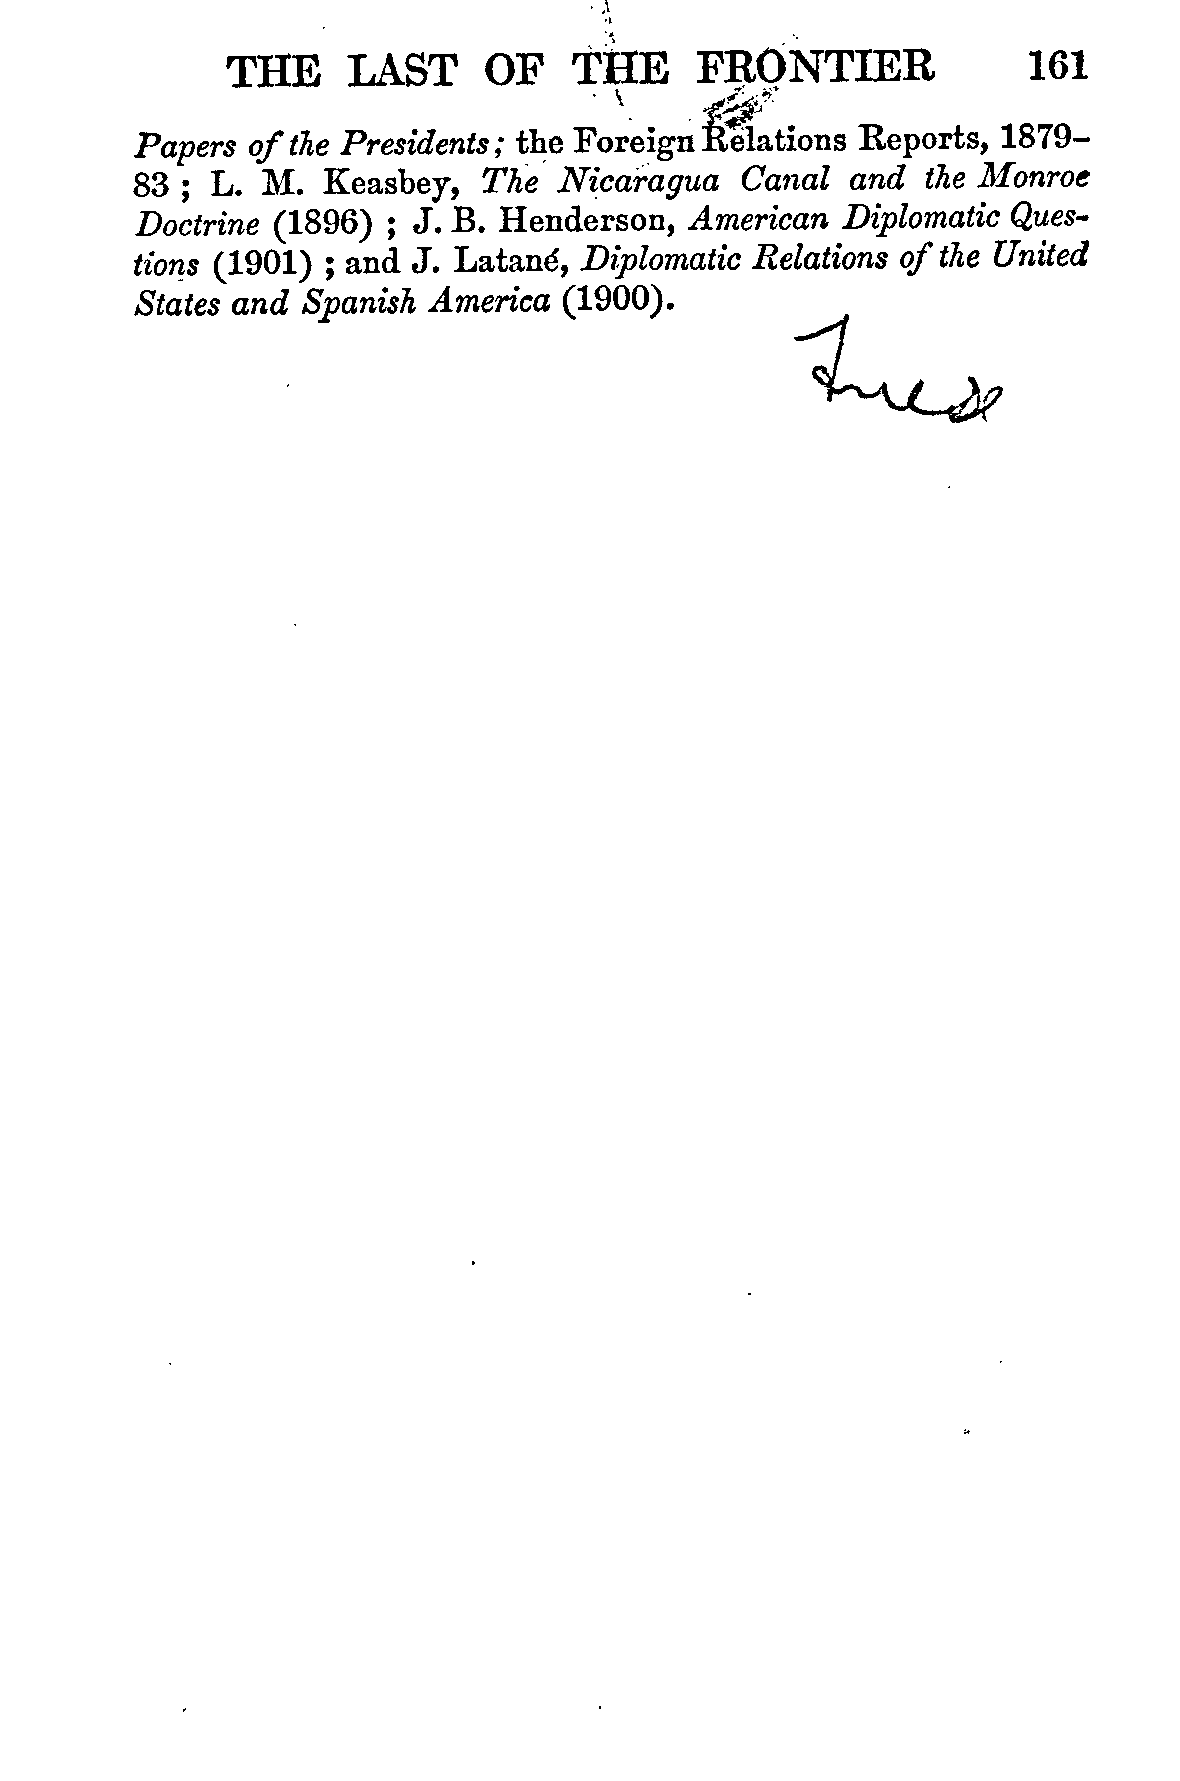 THE LAST OF THE FRONTIER 161
Papers of the Presidents; the Foreign Relations Reports, 1879–
83 ; L. M. Keasbey, The Nicaragua Canal and the Monroe
Doctrine (1896) ; J. B. Henderson, American Diplomatic Ques-
tions (1901) ; and J. Latané, Diplomatic Relations of the United
States and Spanish America (1900).